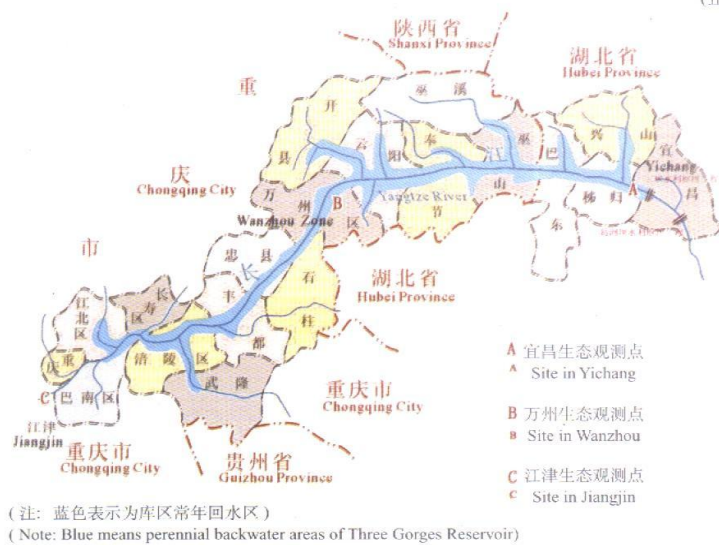 陕西省
Shanxi Province
湖北省
Hubei Province
重
庆
Chongqing City
市
开
县
巫溪
云
阳
奉
节
巫
山
江
巴
东
兴
山
宜
Yichang
昌
秭归
A
万
州
区
B
Wanzhou Zone
Yangtze River
忠县
长
石
柱
丰
都
湖北省
Hubei Province
江
北
区
长
寿
区
重
庆
涪陵区
武隆
C
巴南区
江津
Jiangjin
重庆市
Chongqing City
贵州省
Guizhou Province
重庆市
Chongqing City
A 宜昌生态观测点
A Site in Yichang
B 万州生态观测点
B Site in Wanzhou
C 江津生态观测点
C Site in Jiangjin
(注: 蓝色表示为库区常年回水区)
( Note: Blue means perennial backwater areas of Three Gorges Reservoir)